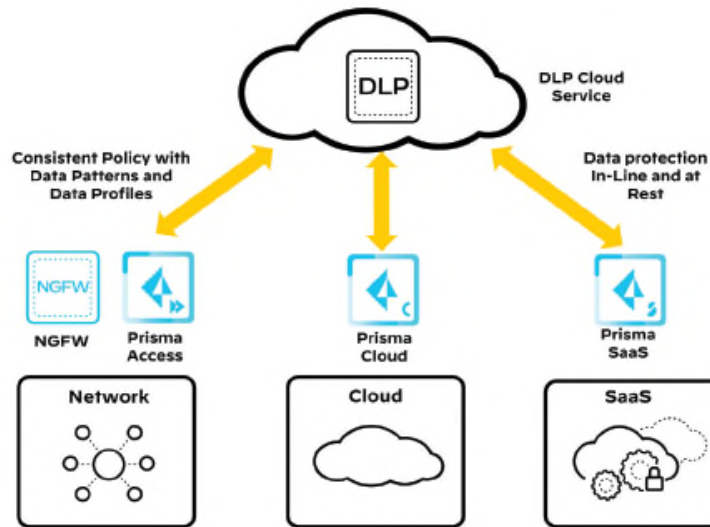 DLP
DLP Cloud
Service
Consistent Policy with
Data Patterns and
Data Profiles
Data protection
In-Line and at
Rest
NGFW
NGFW
Prisma
Access
Prisma
Cloud
C
Prisma
SaaS
S
Network
Cloud
SaaS